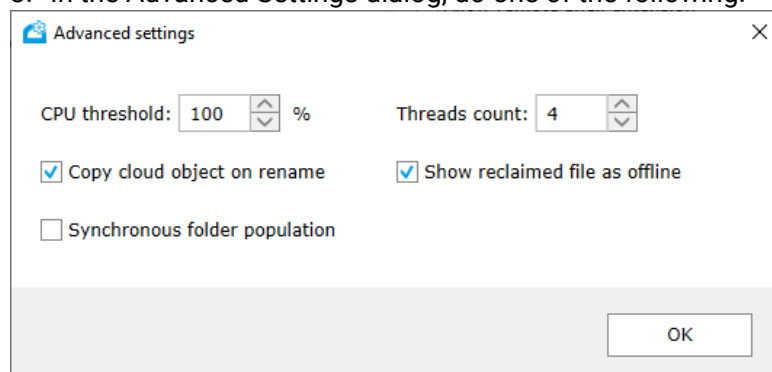 In the Advanced Settings dialog, do one of the following:
Advanced settings
CPU threshold: 100 % Threads count: 4
Copy cloud object on rename Show reclaimed file as offline
Synchronous folder population
OK